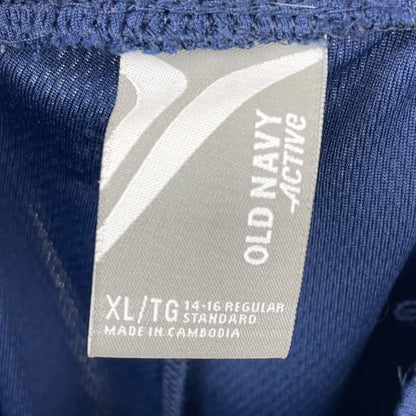 OLD NAVY
ACTIVE
XL/TG 14-16 REGULAR
STANDARD
MADE IN CAMBODIA